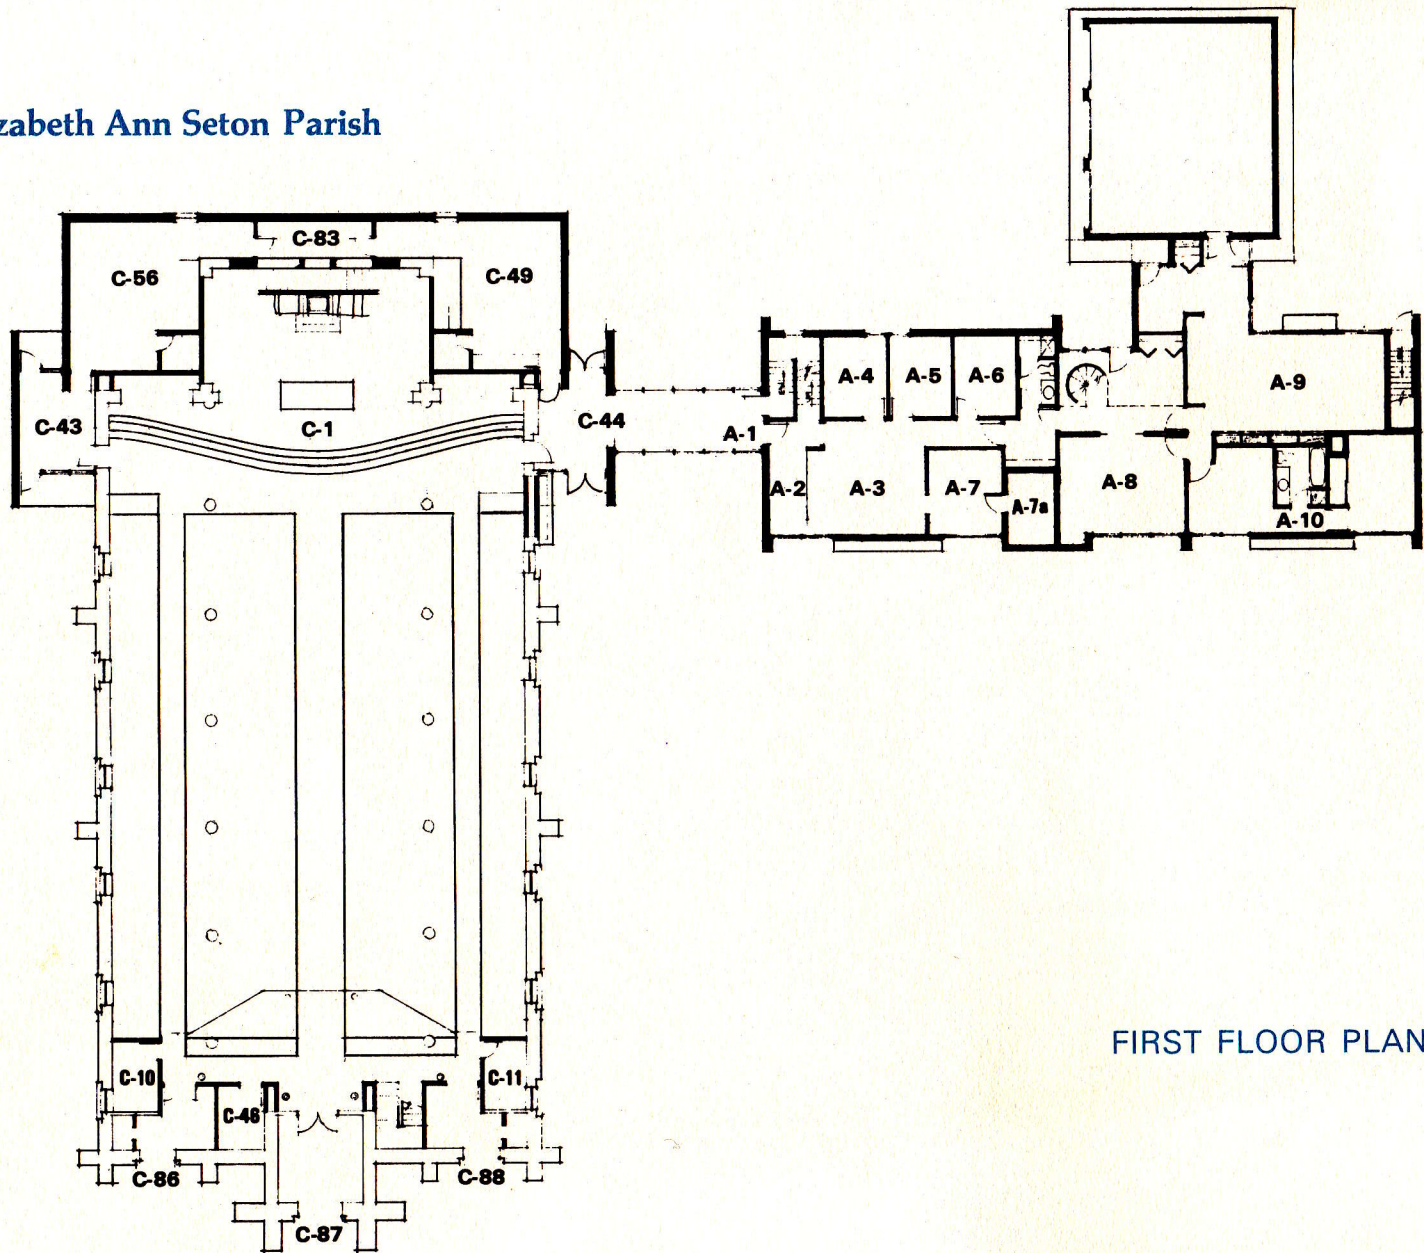 zabeth Ann Seton Parish
C-83
C-56
C-49
A-4
A-5
A-6
A-9
C-43
C-1
C-44
A-1
A-2
A-3
A-7
A-7a
A-8
A-10
FIRST FLOOR PLAN
C-10
C-11
C-46
C-86
C-88
C-87